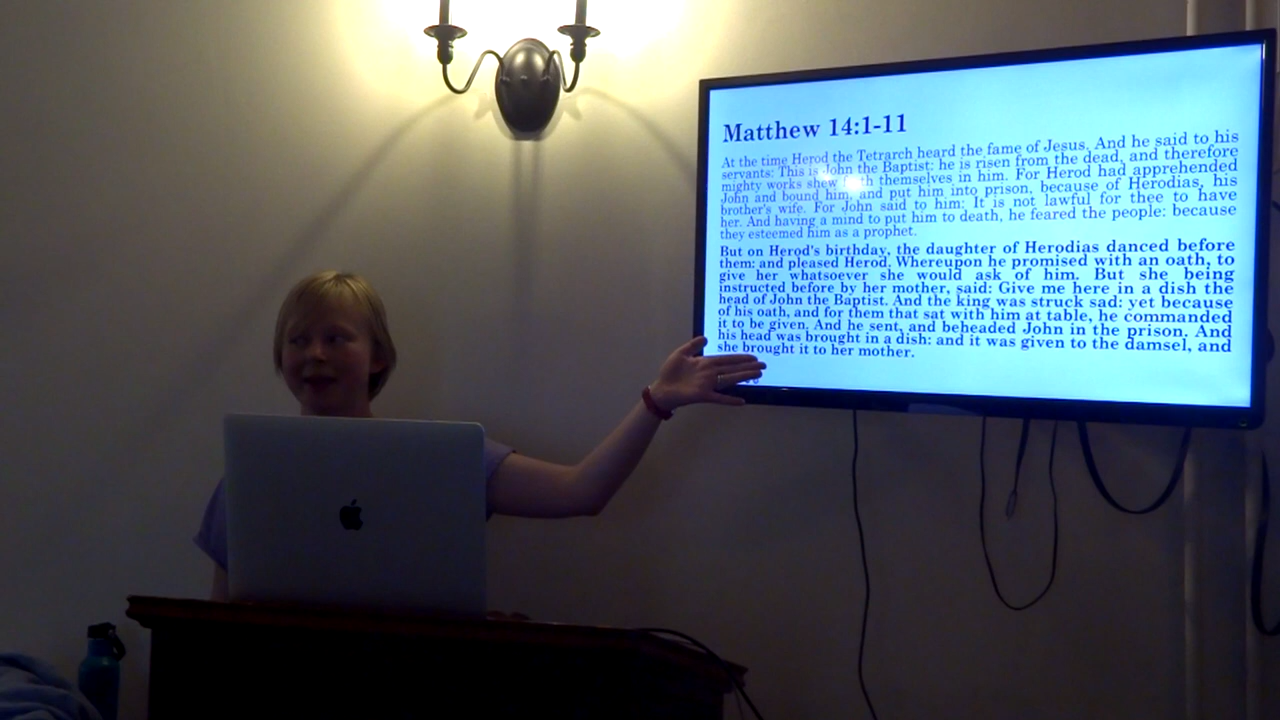 Matthew 14:1-11
At the time Herod the Tetrarch heard the fame of Jesus. And he said to his
servants: This is John the Baptist: he is risen from the dead, and therefore
mighty works shew themselves in him. For Herod had apprehended
John and bound him, and put him into prison, because of Herodias, his
brother's wife. For John said to him: It is not lawful for thee to have
her. And having a mind to put him to death, he feared the people: because
they esteemed him as a prophet.
But on Herod's birthday, the daughter of Herodias danced before
them: and pleased Herod. Whereupon he promised with an oath, to
give her whatsoever she would ask of him. But she being
instructed before by her mother, said: Give me here in a dish the
head of John the Baptist. And the king was struck sad: yet because
of his oath, and for them that sat with him at table, he commanded
it to be given. And he sent, and beheaded John in the prison. And
his head was brought in a dish: and it was given to the damsel, and
she brought it to her mother.